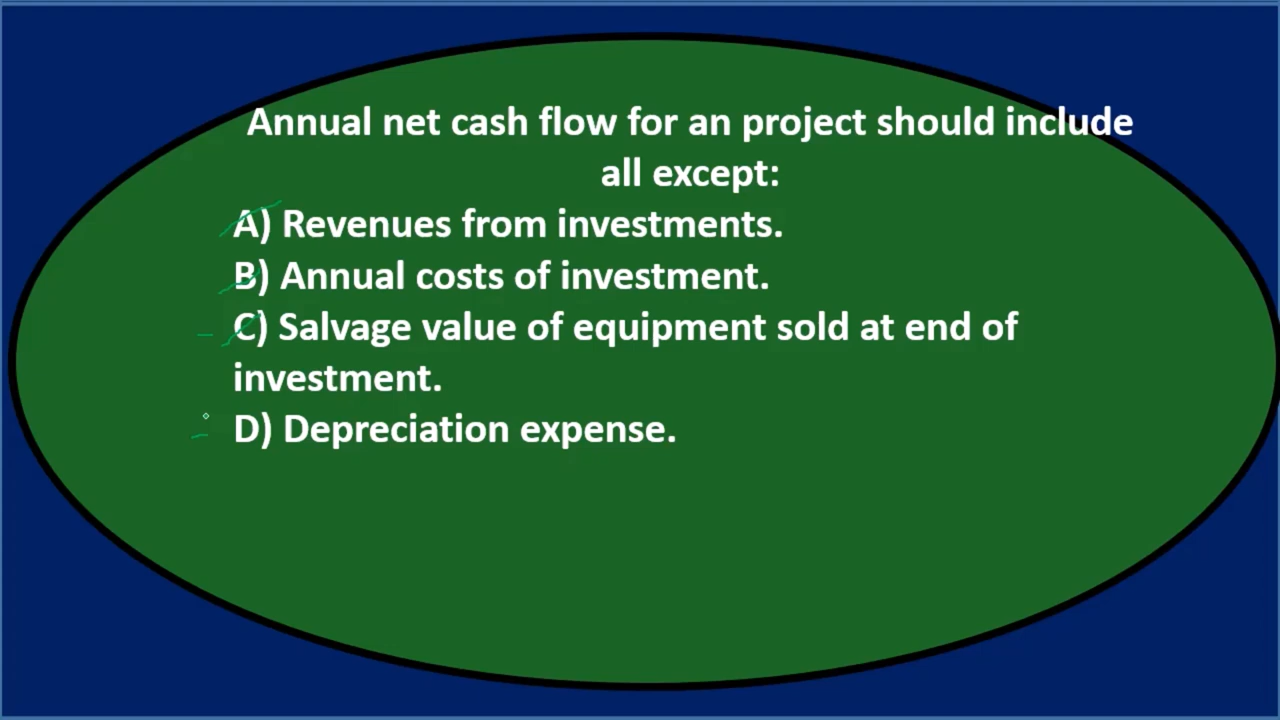 Annual net cash flow for an project should include
all except:
A) Revenues from investments.
B) Annual costs of investment.
C) Salvage value of equipment sold at end of
investment.
D) Depreciation expense.